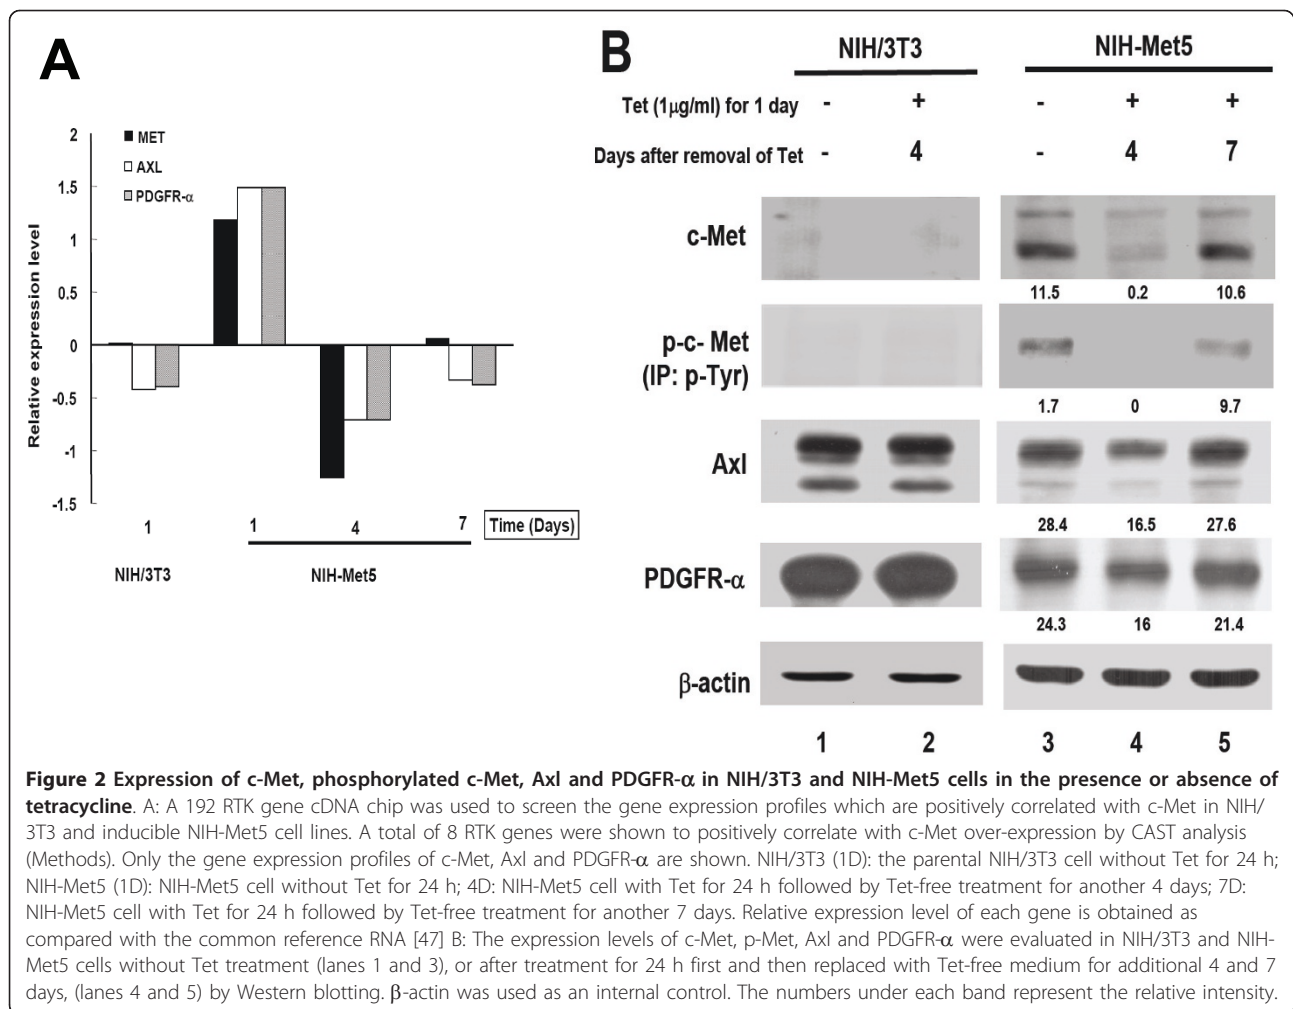 A
2
1.5
1
0.5
0
-0.5
-1
-1.5
Relative expression level
MET
AXL
PDGFR-α
1
1
4
7
Time (Days)
NIH/3T3
NIH-Met5
B
NIH/3T3
NIH-Met5
Tet (1μg/ml) for 1 day - + - + +
Days after removal of Tet - 4 - 4 7
c-Met
11.5 0.2 10.6
p-c- Met
(IP: p-Tyr)
1.7 0 9.7
Axl
28.4 16.5 27.6
PDGFR-α
24.3 16 21.4
β-actin
1 2 3 4 5
Figure 2 Expression of c-Met, phosphorylated c-Met, Axl and PDGFR-α in NIH/3T3 and NIH-Met5 cells in the presence or absence of
tetracycline. A: A 192 RTK gene cDNA chip was used to screen the gene expression profiles which are positively correlated with c-Met in NIH/
3T3 and inducible NIH-Met5 cell lines. A total of 8 RTK genes were shown to positively correlate with c-Met over-expression by CAST analysis
(Methods). Only the gene expression profiles of c-Met, Axl and PDGFR-α are shown. NIH/3T3 (1D): the parental NIH/3T3 cell without Tet for 24 h;
NIH-Met5 (1D): NIH-Met5 cell without Tet for 24 h; 4D: NIH-Met5 cell with Tet for 24 h followed by Tet-free treatment for another 4 days; 7D:
NIH-Met5 cell with Tet for 24 h followed by Tet-free treatment for another 7 days. Relative expression level of each gene is obtained as
compared with the common reference RNA [47] B: The expression levels of c-Met, p-Met, Axl and PDGFR-α were evaluated in NIH/3T3 and NIH-
Met5 cells without Tet treatment (lanes 1 and 3), or after treatment for 24 h first and then replaced with Tet-free medium for additional 4 and 7
days, (lanes 4 and 5) by Western blotting. β-actin was used as an internal control. The numbers under each band represent the relative intensity.